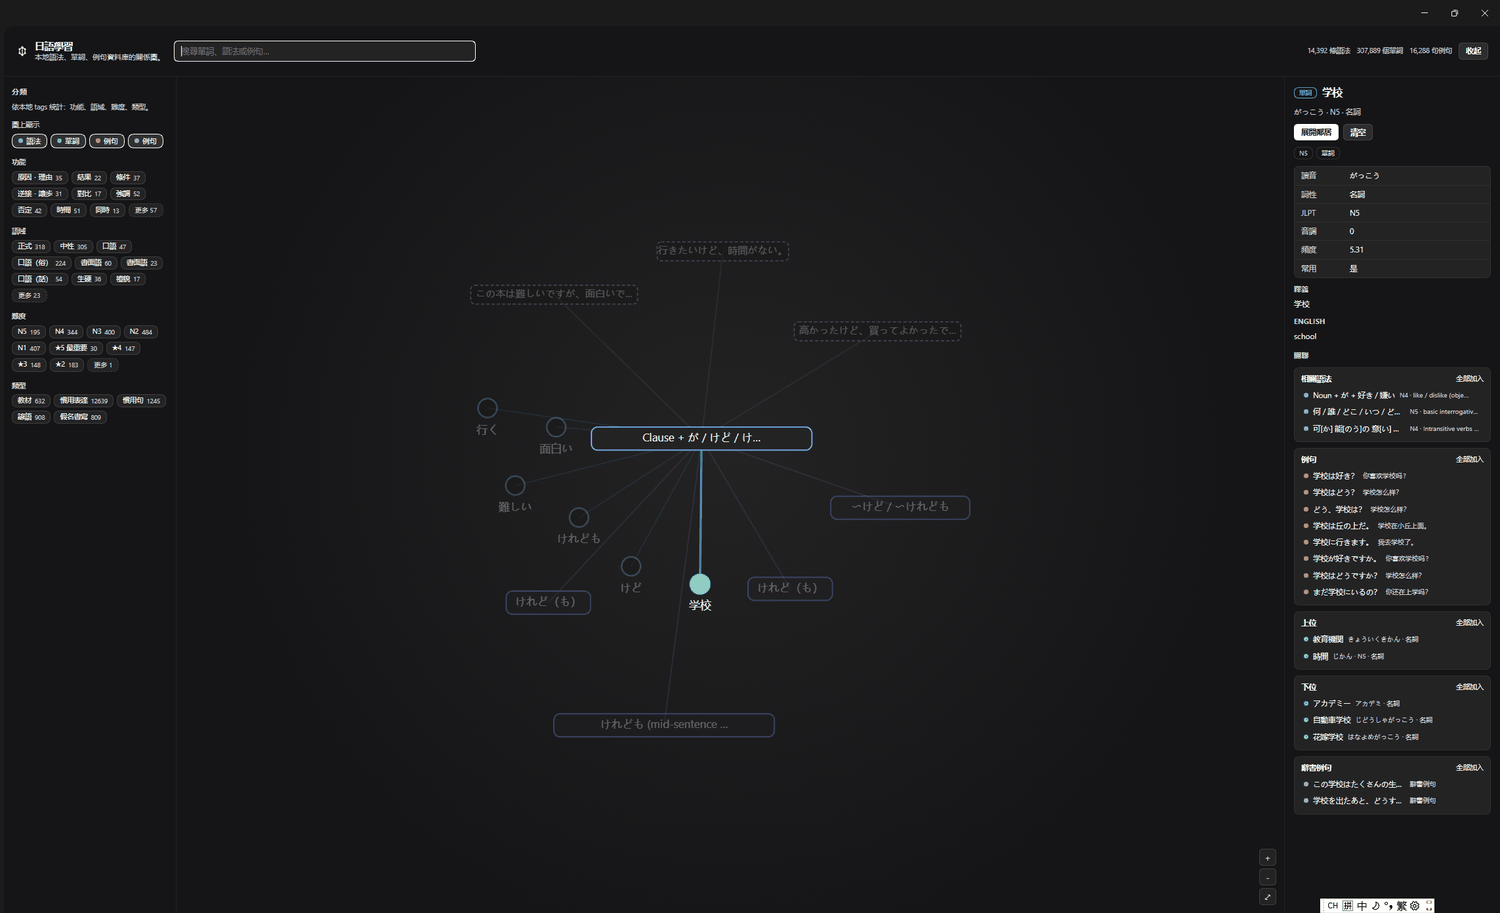 日語學習
本地語法、單詞、例句資料庫的關係圖。
搜尋單詞、語法或例句...
14,392 條語法 307,889 個單詞 16,288 句例句 收起
分類
依本地 tags 統計：功能、語域、難度、類型。
圖上顯示
語法 單詞 例句 例句
功能
原因・理由 35 結果 22 條件 37
逆接・讓步 31 對比 17 強調 52
否定 42 時間 51 同時 13 更多 57
語域
正式 318 中性 305 口語 47
口語（俗） 224 書面語 60 書面語 23
口語（話） 54 生硬 36 禮貌 17
更多 23
難度
N5 195 N4 344 N3 400 N2 484
N1 407 ★5 最重要 30 ★4 147
★3 148 ★2 183 更多 1
類型
教材 632 慣用表達 12639 慣用句 1245
諺語 908 假名書寫 809
行きたいけど、時間がない。
この本は難しいですが、面白いで...
高かったけど、買ってよかったで...
行く
面白い
Clause + が / けど / け...
難しい
けれども
〜けど / 〜けれども
けど
けれど（も）
学校
けれど（も）
けれども (mid-sentence ...
+
-
単詞 学校
がっこう · N5 · 名詞
展開鄰居 清空
N5 單詞
讀音 がっこう
詞性 名詞
JLPT N5
音調 0
頻度 5.31
常用 是
釋義
学校
ENGLISH
school
關聯
相關語法 全部加入
Noun + が + 好き / 嫌い N4 · like / dislike (obje...
何 / 誰 / どこ / いつ / ど... N5 · basic interrogativ...
可[か] 能[のう]の 意[い] ... N4 · Intransitive verbs ...
例句 全部加入
学校は好き？ 你喜欢学校吗？
学校はどう？ 学校怎么样？
どう、学校は？ 学校怎么样？
学校は丘の上だ。 学校在小丘上面。
学校に行きます。 我去学校了。
学校が好きですか。 你喜欢学校吗？
学校はどうですか？ 学校怎么样？
まだ学校にいるの？ 你还在上学吗？
上位 全部加入
教育機関 きょういくきかん · 名詞
時間 じかん · N5 · 名詞
下位 全部加入
アカデミー アカデミ · 名詞
自動車学校 じどうしゃがっこう · 名詞
花嫁学校 はなよめがっこう · 名詞
辭書例句 全部加入
この学校はたくさんの生... 辭書例句
学校を出たあと、どうす... 辭書例句
CH 拼 中 繁